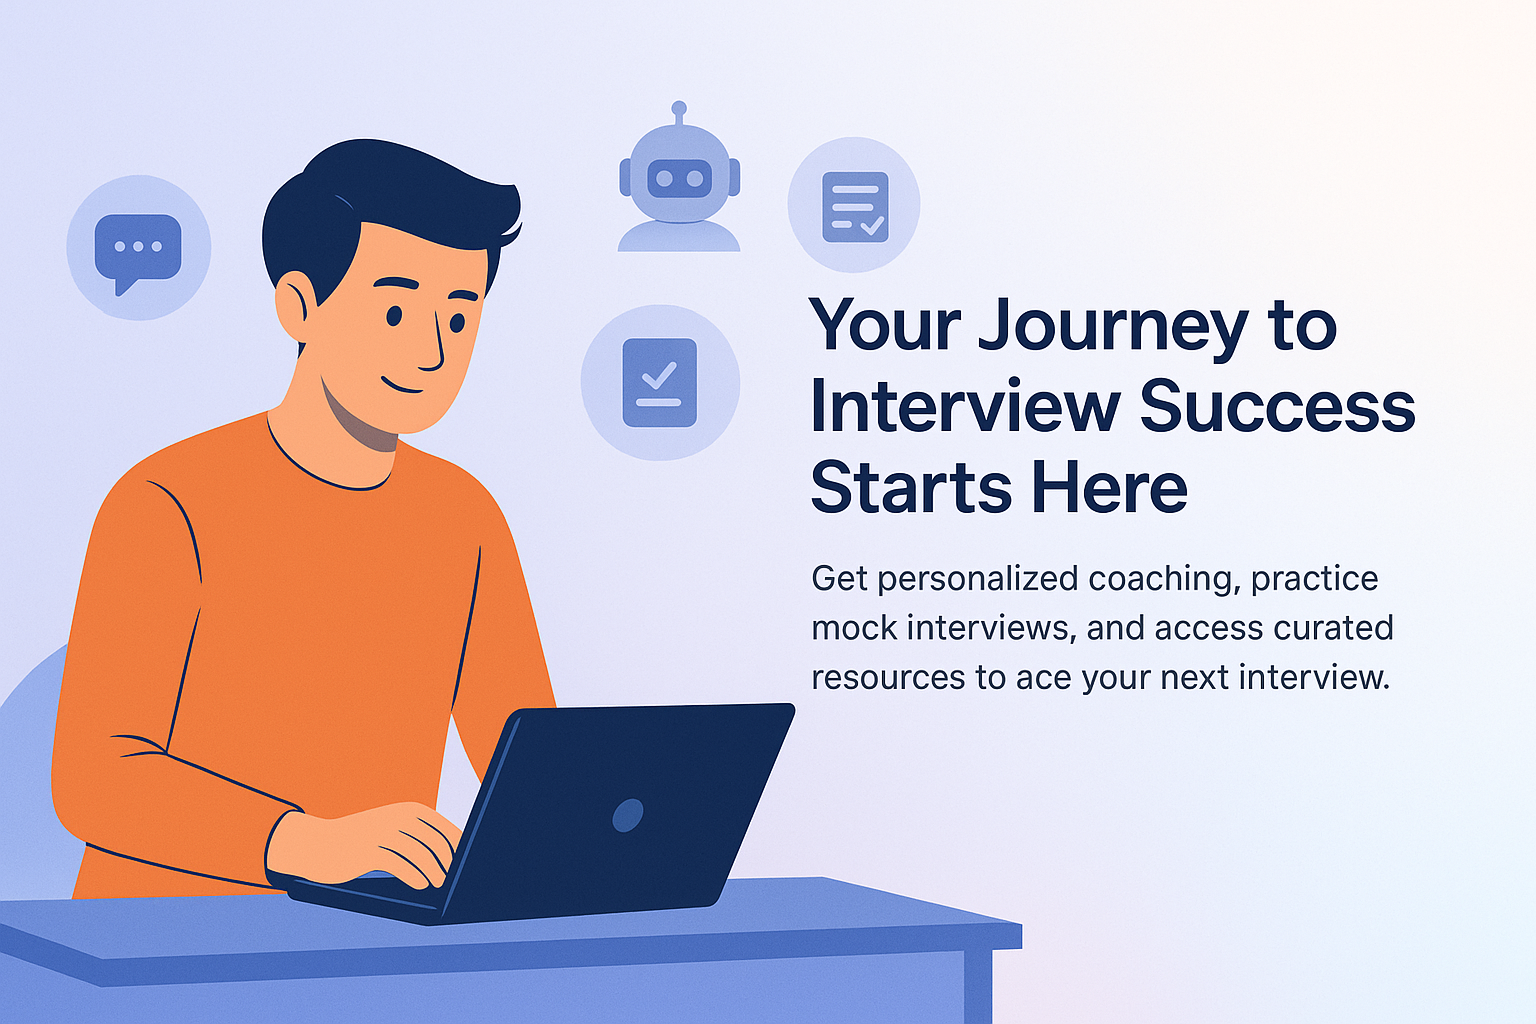 Your Journey to
Interview Success
Starts Here
Get personalized coaching, practice
mock interviews, and access curated
resources to ace your next interview.